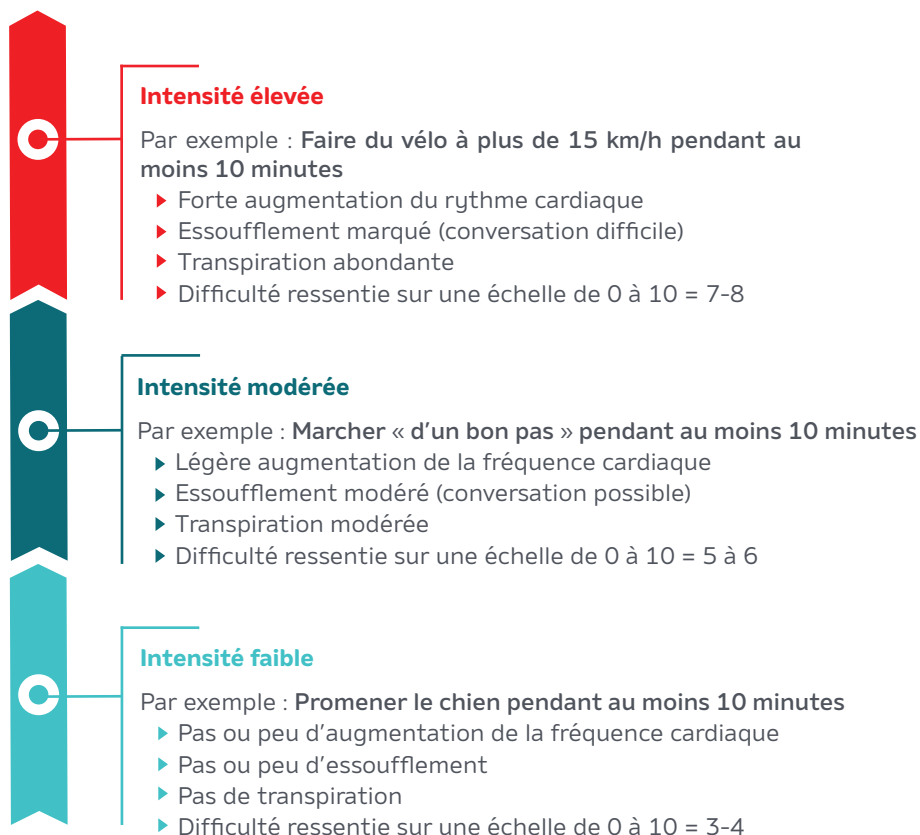 Intensité élevée
Par exemple : Faire du vélo à plus de 15 km/h pendant au
moins 10 minutes
Forte augmentation du rythme cardiaque
Essoufflement marqué (conversation difficile)
Transpiration abondante
Difficulté ressentie sur une échelle de 0 à 10 = 7-8
Intensité modérée
Par exemple : Marcher « d'un bon pas » pendant au moins 10 minutes
Légère augmentation de la fréquence cardiaque
Essoufflement modéré (conversation possible)
Transpiration modérée
Difficulté ressentie sur une échelle de 0 à 10 = 5 à 6
Intensité faible
Par exemple : Promener le chien pendant au moins 10 minutes
Pas ou peu d'augmentation de la fréquence cardiaque
Pas ou peu d'essoufflement
Pas de transpiration
Difficulté ressentie sur une échelle de 0 à 10 = 3-4